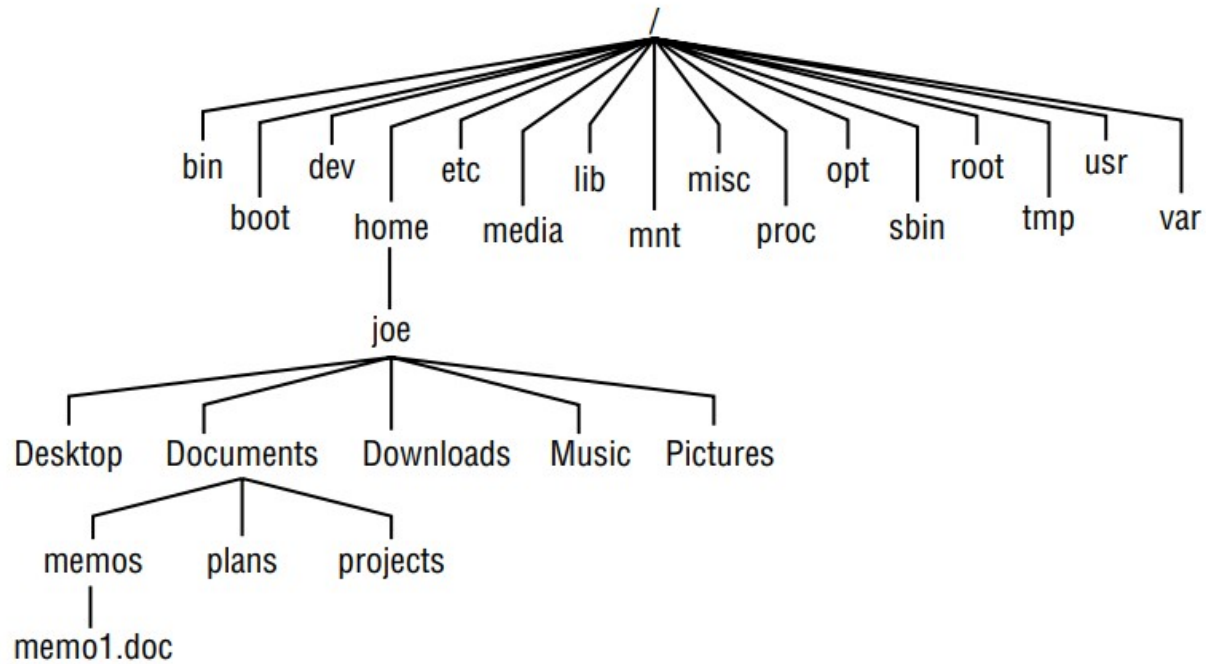 /
bin dev etc lib misc opt root usr
boot home media mnt proc sbin tmp var
joe
Desktop Documents Downloads Music Pictures
memos plans projects
memo1.doc